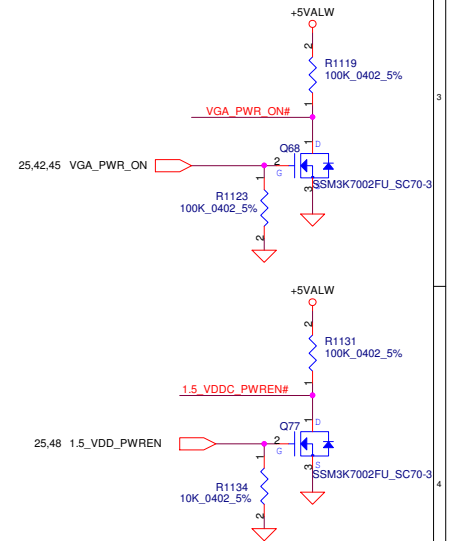 +5VALW
2
R1119
100K_0402_5%
1
3
VGA_PWR_ON#
1
D
Q68
25,42,45 VGA_PWR_ON
2
G
1
3
S
SSM3K7002FU_SC70-3
R1123
100K_0402_5%
2
+5VALW
2
R1131
100K_0402_5%
1
1.5_VDDC_PWREN#
1
D
Q77
25,48 1.5_VDD_PWREN
2
G
1
3
S
SSM3K7002FU_SC70-3
4
R1134
10K_0402_5%
2